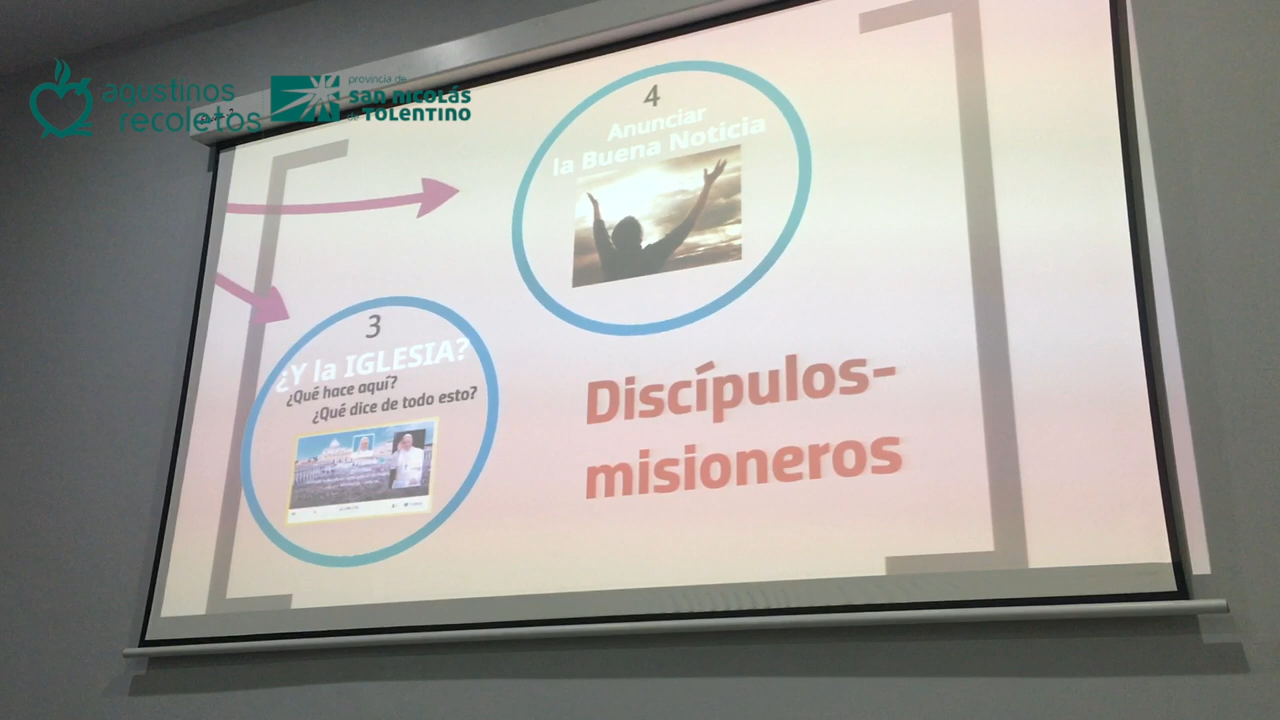 agustinos
recoletos
provincia de
SAN NICOLÁS
DE TOLENTINO
4
Anunciar
la Buena Noticia
3
¿Y la IGLESIA?
¿Qué hace aquí?
¿Qué dice de todo esto?
Discípulos-
misioneros